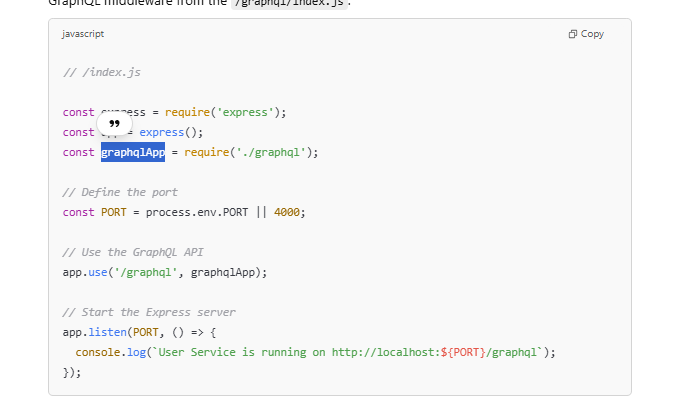 GraphQL middleware from the /graphql/index.js.
javascript
Copy
// /index.js
const express = require('express');
const = express();
const graphqlApp = require('./graphql');
// Define the port
const PORT = process.env.PORT || 4000;
// Use the GraphQL API
app.use('/graphql', graphqlApp);
// Start the Express server
app.listen(PORT, () => {
console.log(`User Service is running on http://localhost:${PORT}/graphql`);
});